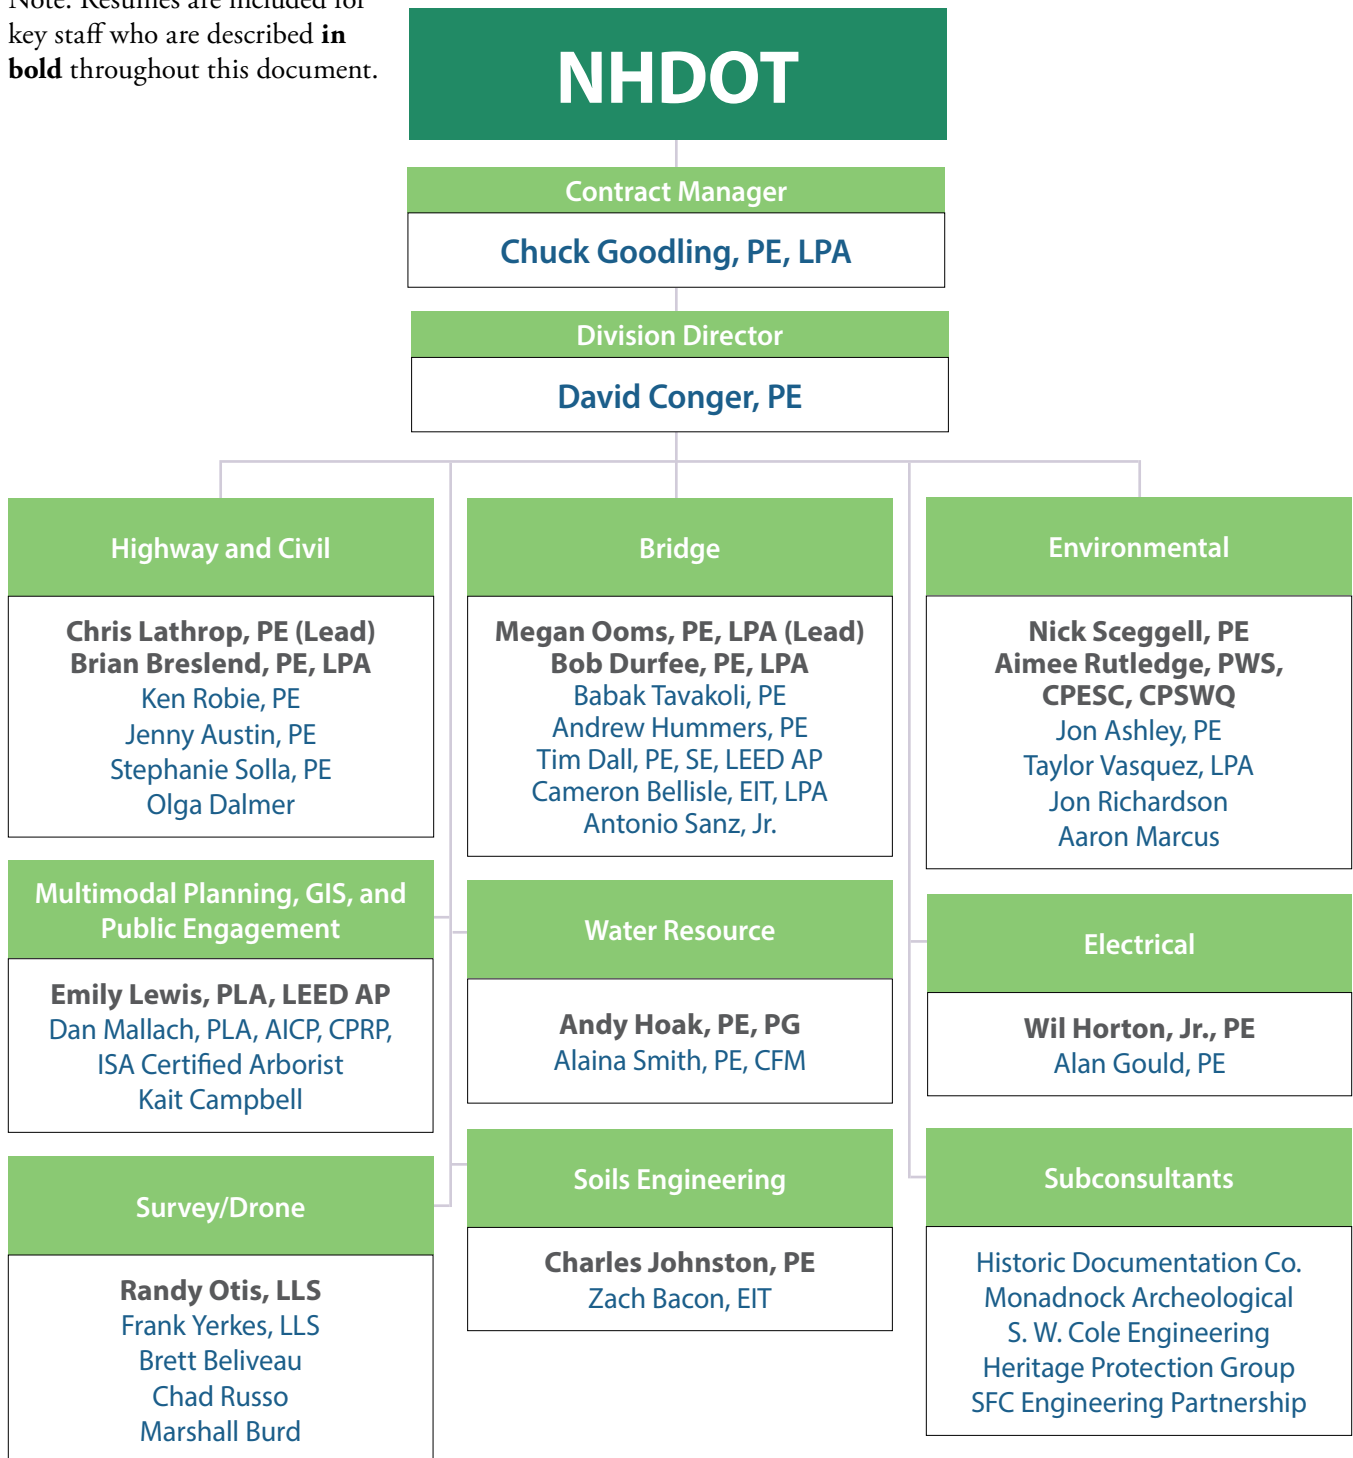 Note: Resumes are included for
key staff who are described in
bold throughout this document.
NHDOT
Contract Manager
Chuck Goodling, PE, LPA
Division Director
David Conger, PE
Highway and Civil
Chris Lathrop, PE (Lead)
Brian Breslend, PE, LPA
Ken Robie, PE
Jenny Austin, PE
Stephanie Solla, PE
Olga Dalmer
Bridge
Megan Ooms, PE, LPA (Lead)
Bob Durfee, PE, LPA
Babak Tavakoli, PE
Andrew Hummers, PE
Tim Dall, PE, SE, LEED AP
Cameron Bellisle, EIT, LPA
Antonio Sanz, Jr.
Environmental
Nick Sceggell, PE
Aimee Rutledge, PWS,
CPESC, CPSWQ
Jon Ashley, PE
Taylor Vasquez, LPA
Jon Richardson
Aaron Marcus
Multimodal Planning, GIS, and
Public Engagement
Emily Lewis, PLA, LEED AP
Dan Mallach, PLA, AICP, CPRP,
ISA Certified Arborist
Kait Campbell
Water Resource
Andy Hoak, PE, PG
Alaina Smith, PE, CFM
Electrical
Wil Horton, Jr., PE
Alan Gould, PE
Survey/Drone
Randy Otis, LLS
Frank Yerkes, LLS
Brett Beliveau
Chad Russo
Marshall Burd
Soils Engineering
Charles Johnston, PE
Zach Bacon, EIT
Subconsultants
Historic Documentation Co.
Monadnock Archeological
S. W. Cole Engineering
Heritage Protection Group
SFC Engineering Partnership